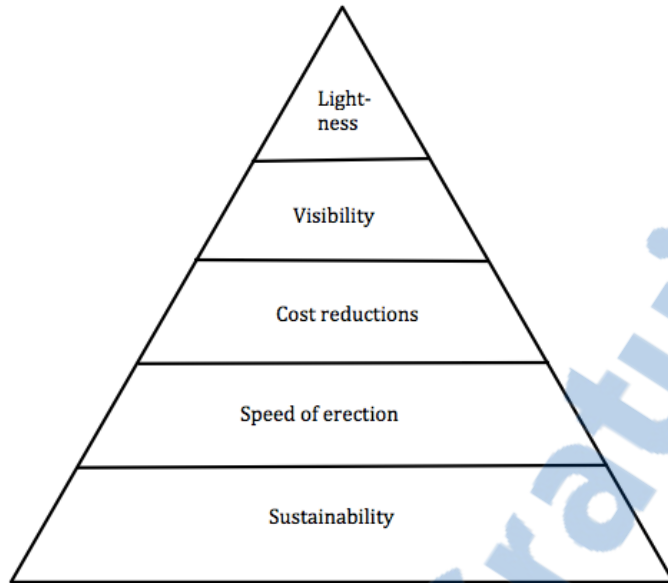 Light-
ness
Visibility
Cost reductions
Speed of erection
Sustainability